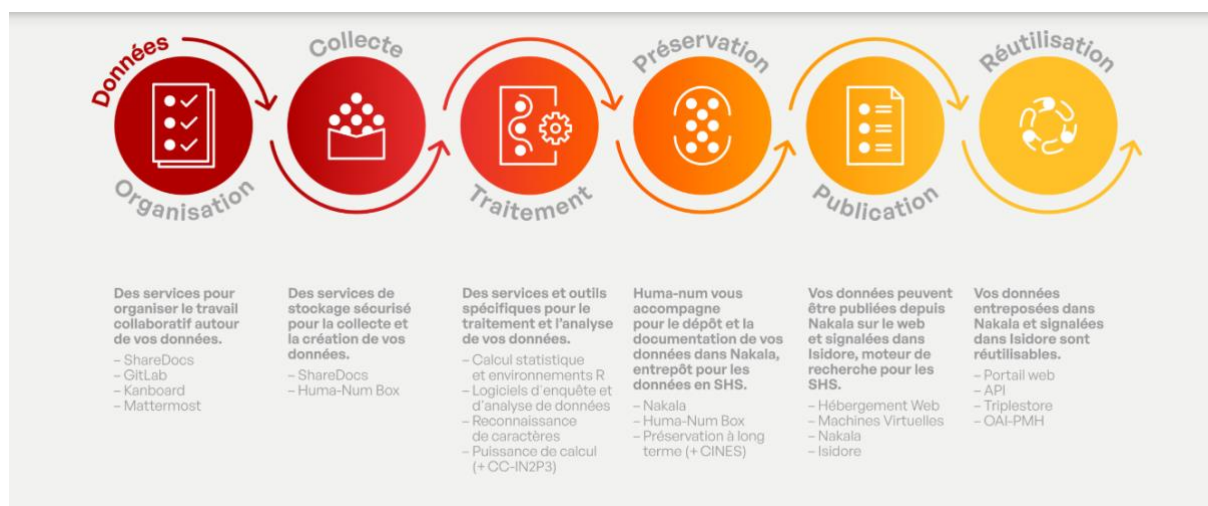 Données
Organisation
Collecte
Traitement
Préservation
Publication
Réutilisation
Des services pour
organiser le travail
collaboratif autour
de vos données.
– ShareDocs
– GitLab
– Kanboard
– Mattermost
Des services de
stockage sécurisé
pour la collecte et
la création de vos
données.
– ShareDocs
– Huma-Num Box
Des services et outils
spécifiques pour le
traitement et l'analyse
de vos données.
– Calcul statistique
et environnements R
– Logiciels d'enquête et
d'analyse de données
– Reconnaissance
de caractères
– Puissance de calcul
(+ CC-IN2P3)
Huma-num vous
accompagne
pour le dépôt et la
documentation de vos
données dans Nakala,
entrepôt pour les
données en SHS.
– Nakala
– Huma-Num Box
– Préservation à long
terme (+ CINES)
Vos données peuvent
être publiées depuis
Nakala sur le web
et signalées dans
Isidore, moteur de
recherche pour les
SHS.
– Hébergement Web
– Machines Virtuelles
– Nakala
– Isidore
Vos données
entreposées dans
Nakala et signalées
dans Isidore sont
réutilisables.
– Portail web
– API
– Triplestore
– OAI-PMH